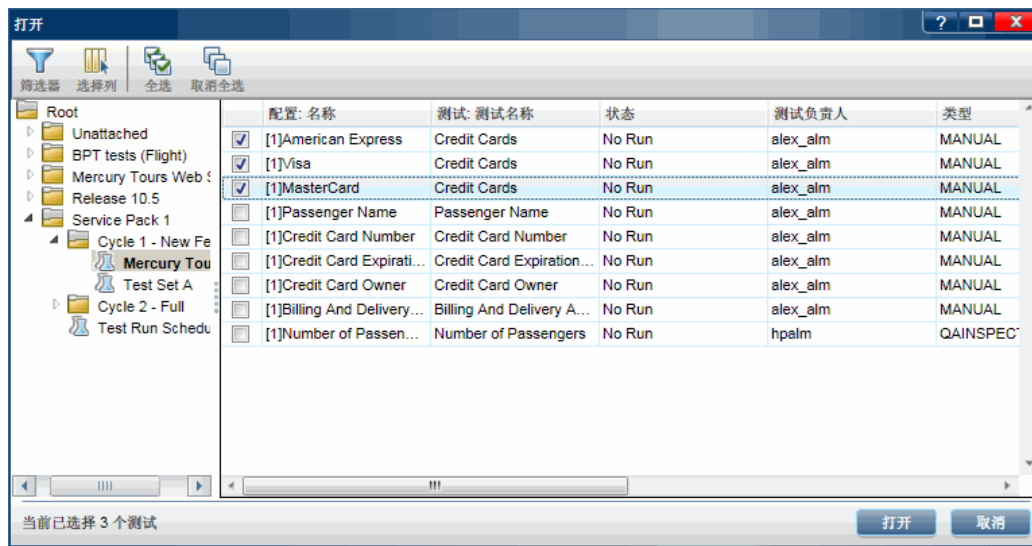 打开
筛选器 选择列 全选 取消全选
Root
Unattached
BPT tests (Flight)
Mercury Tours Web
Release 10.5
Service Pack 1
Cycle 1 - New Fe
Mercury Tou
Test Set A
Cycle 2 - Full
Test Run Schedu
配置: 名称 测试: 测试名称 状态 测试负责人 类型
[1]American Express Credit Cards No Run alex_alm MANUAL
[1]Visa Credit Cards No Run alex_alm MANUAL
[1]MasterCard Credit Cards No Run alex_alm MANUAL
[1]Passenger Name Passenger Name No Run alex_alm MANUAL
[1]Credit Card Number Credit Card Number No Run alex_alm MANUAL
[1]Credit Card Expirati... Credit Card Expiration... No Run alex_alm MANUAL
[1]Credit Card Owner Credit Card Owner No Run alex_alm MANUAL
[1]Billing And Delivery... Billing And Delivery A... No Run alex_alm MANUAL
[1]Number of Passen... Number of Passengers No Run hpalm QAINSPECT
当前已选择 3 个测试
打开 取消